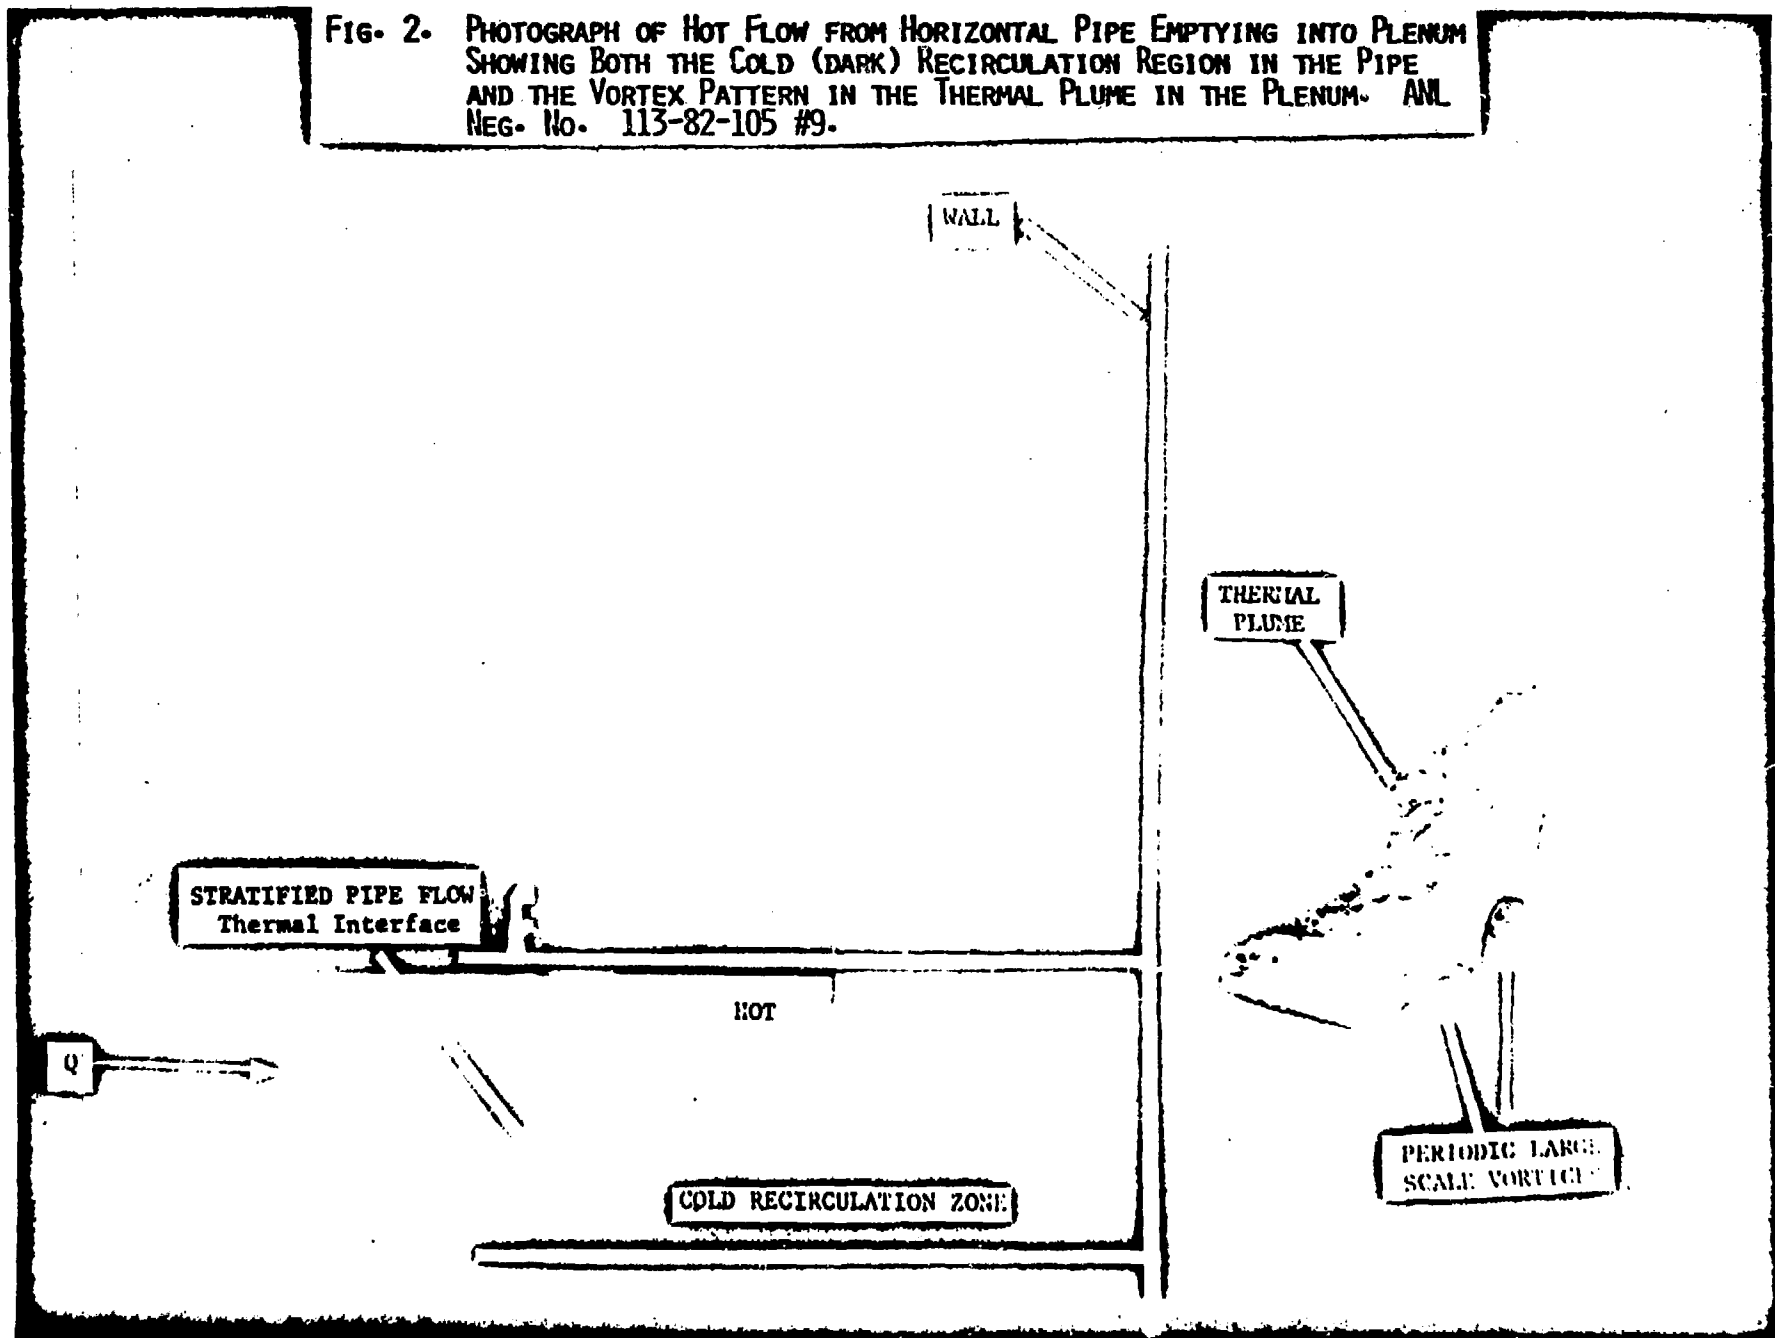 FIG. 2. PHOTOGRAPH OF HOT FLOW FROM HORIZONTAL PIPE EMPTYING INTO PLENUM
SHOWING BOTH THE COLD (DARK) RECIRCULATION REGION IN THE PIPE
AND THE VORTEX PATTERN IN THE THERMAL PLUME IN THE PLENUM. ANL
NEG. NO. 113-82-105 #9.
WALL
THERMAL
PLUME
STRATIFIED PIPE FLOW
Thermal Interface
HOT
Q
PERIODIC LARGE
SCALE VORTICES
COLD RECIRCULATION ZONE